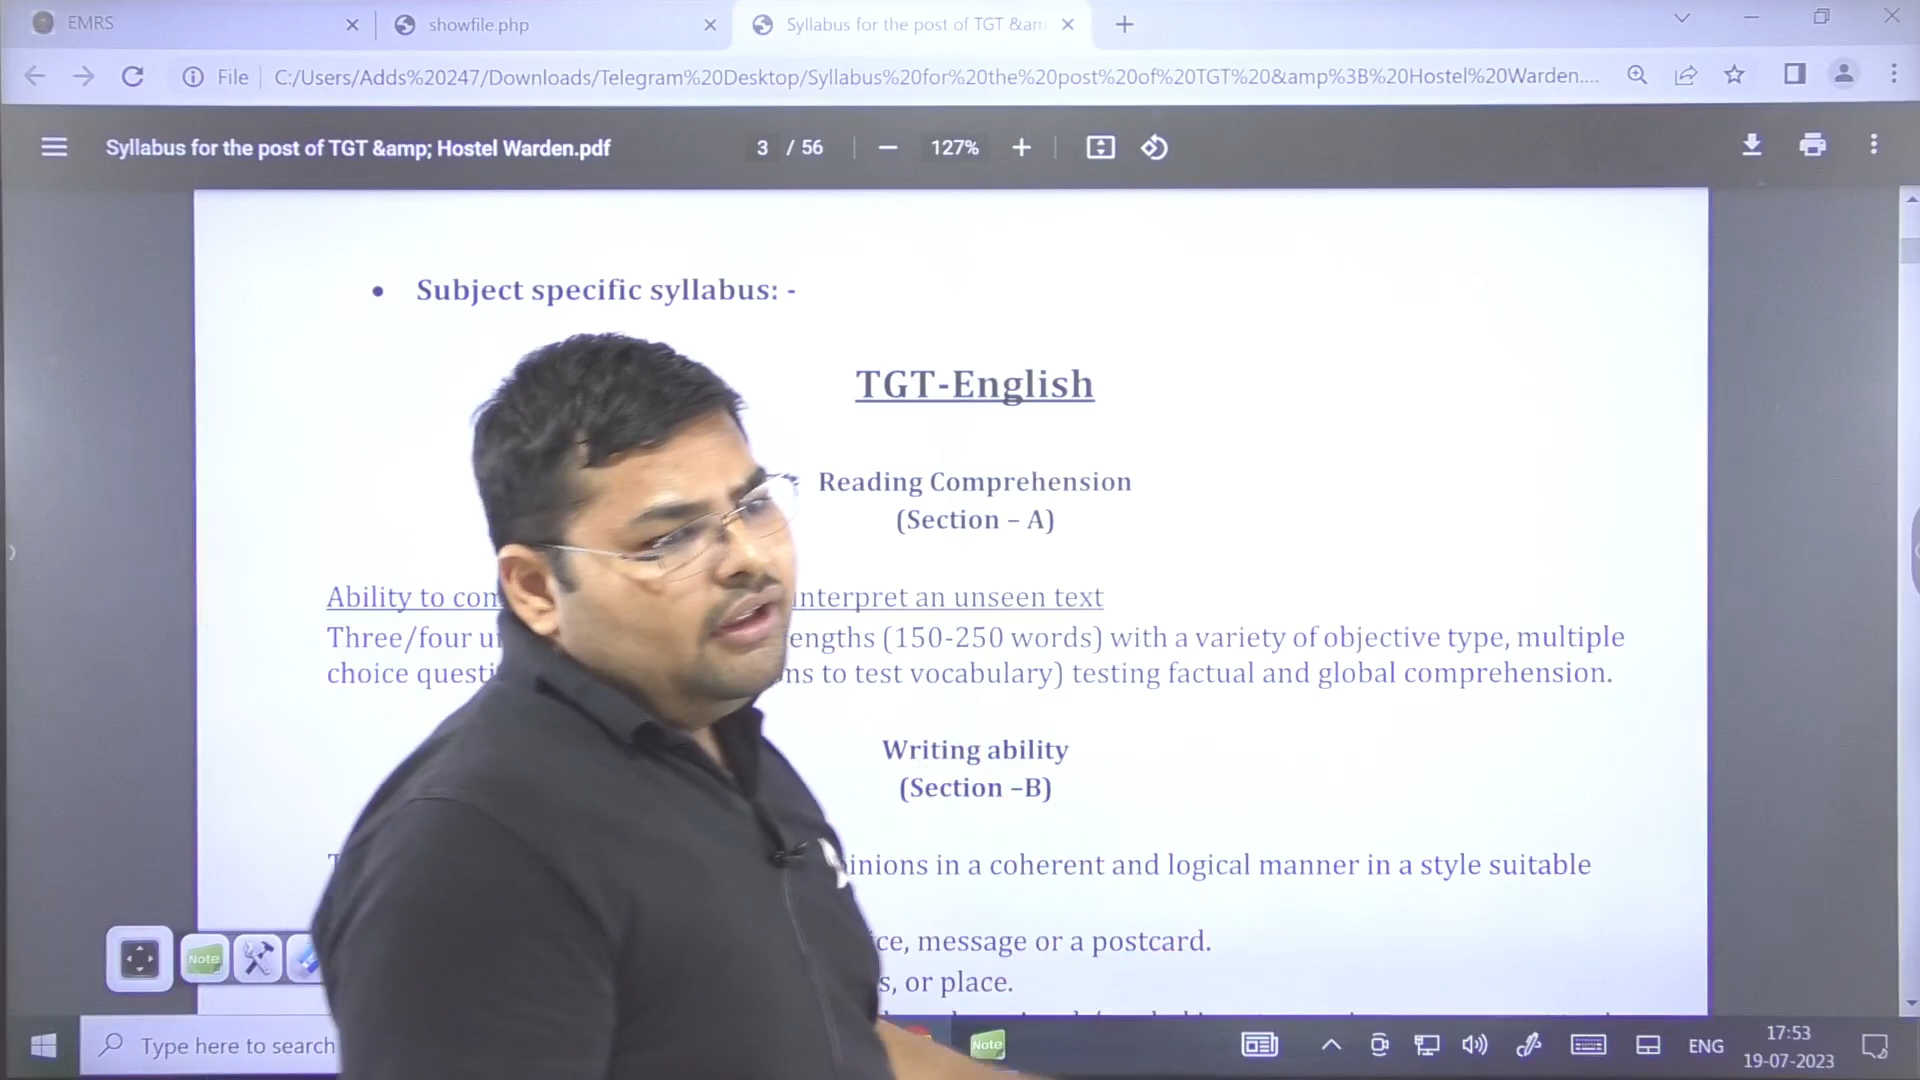 EMRS
showfile.php
Syllabus for the post of TGT &am
File
C:/Users/Adds%20247/Downloads/Telegram%20Desktop/Syllabus%20for%20the%20post%20of%20TGT%20&amp%3B%20Hostel%20Warden....
Syllabus for the post of TGT &amp; Hostel Warden.pdf
3 / 56
127%
• Subject specific syllabus: -
TGT-English
Reading Comprehension
(Section – A)
Ability to com interpret an unseen text
Three/four un engths (150-250 words) with a variety of objective type, multiple
choice questi ns to test vocabulary) testing factual and global comprehension.
Writing ability
(Section –B)
inions in a coherent and logical manner in a style suitable
ice, message or a postcard.
s, or place.
Note
Type here to search
Note
ENG
17:53
19-07-2023